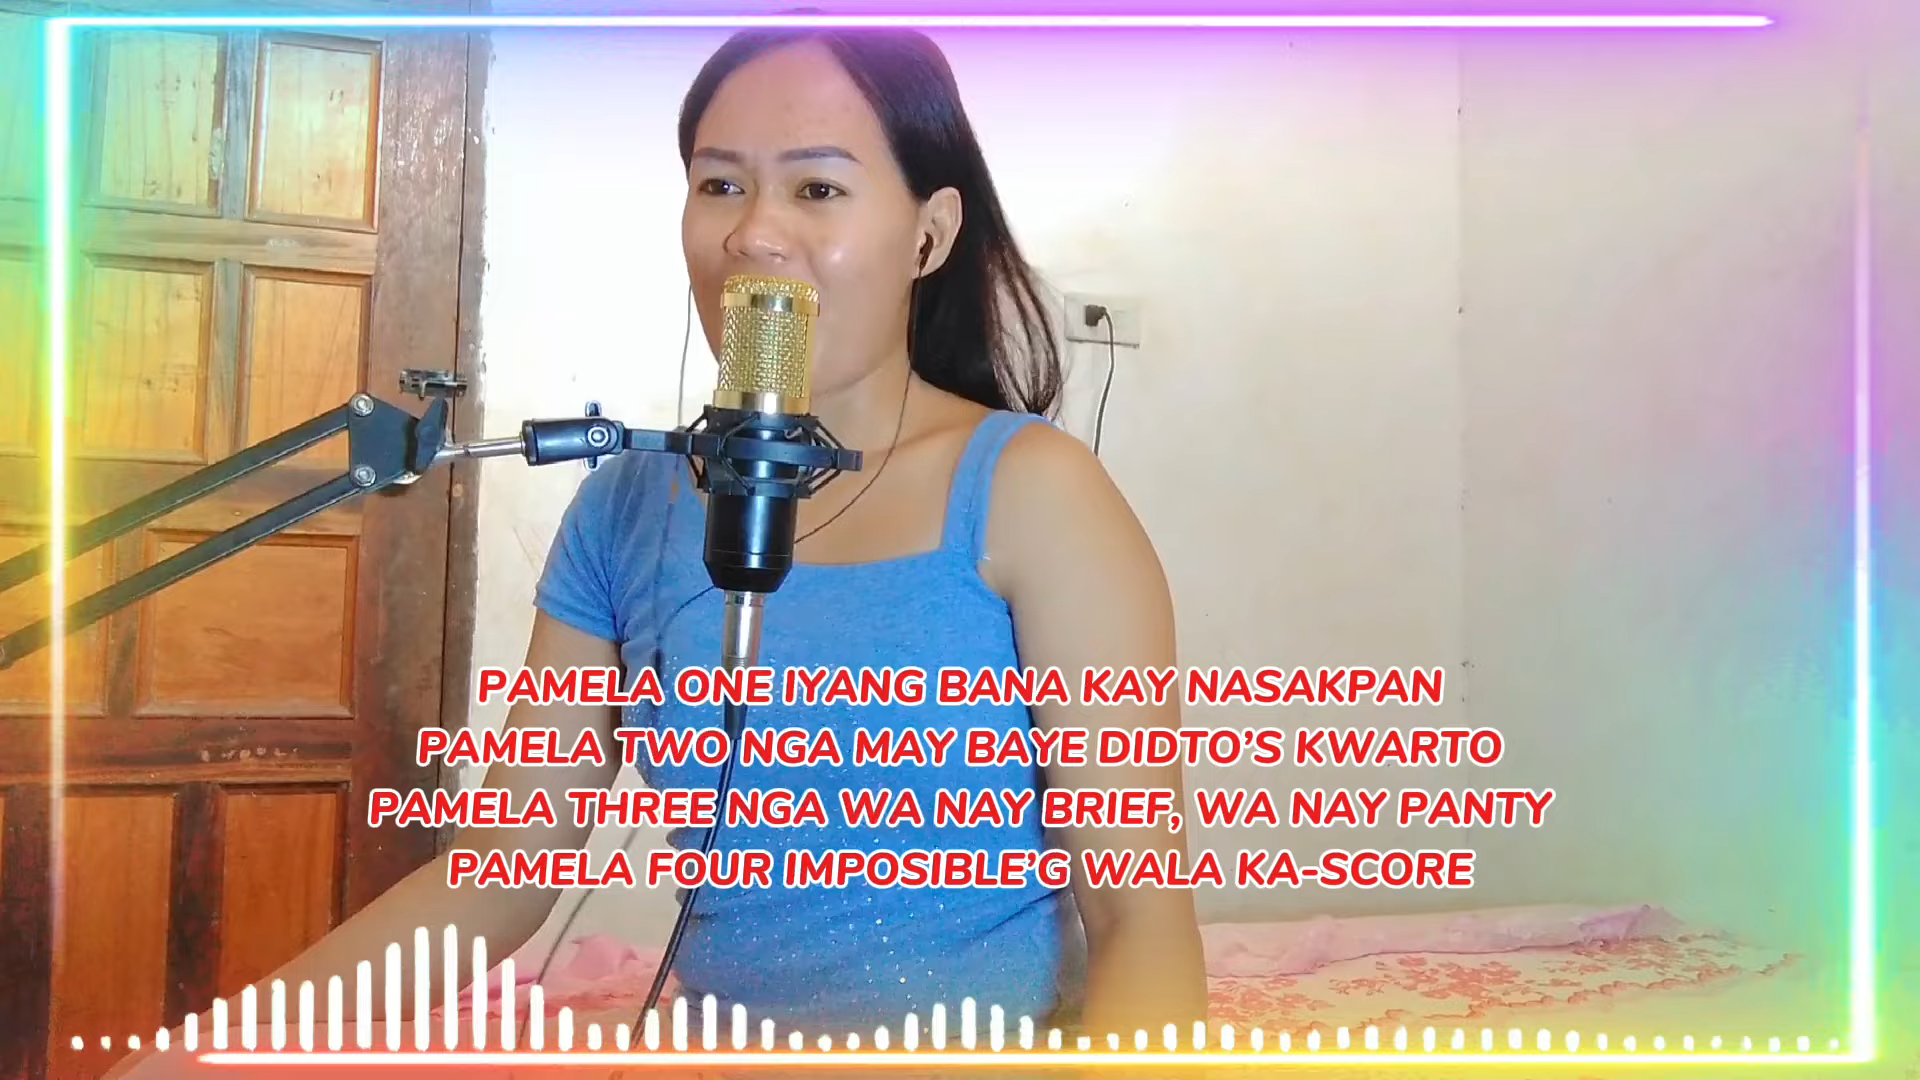 PAMELA ONE IYANG BANA KAY NASAKPAN
PAMELA TWO NGA MAY BAYE DIDTO’S KWARTO
PAMELA THREE NGA WA NAY BRIEF, WA NAY PANTY
PAMELA FOUR IMPOSIBLE’G WALA KA-SCORE